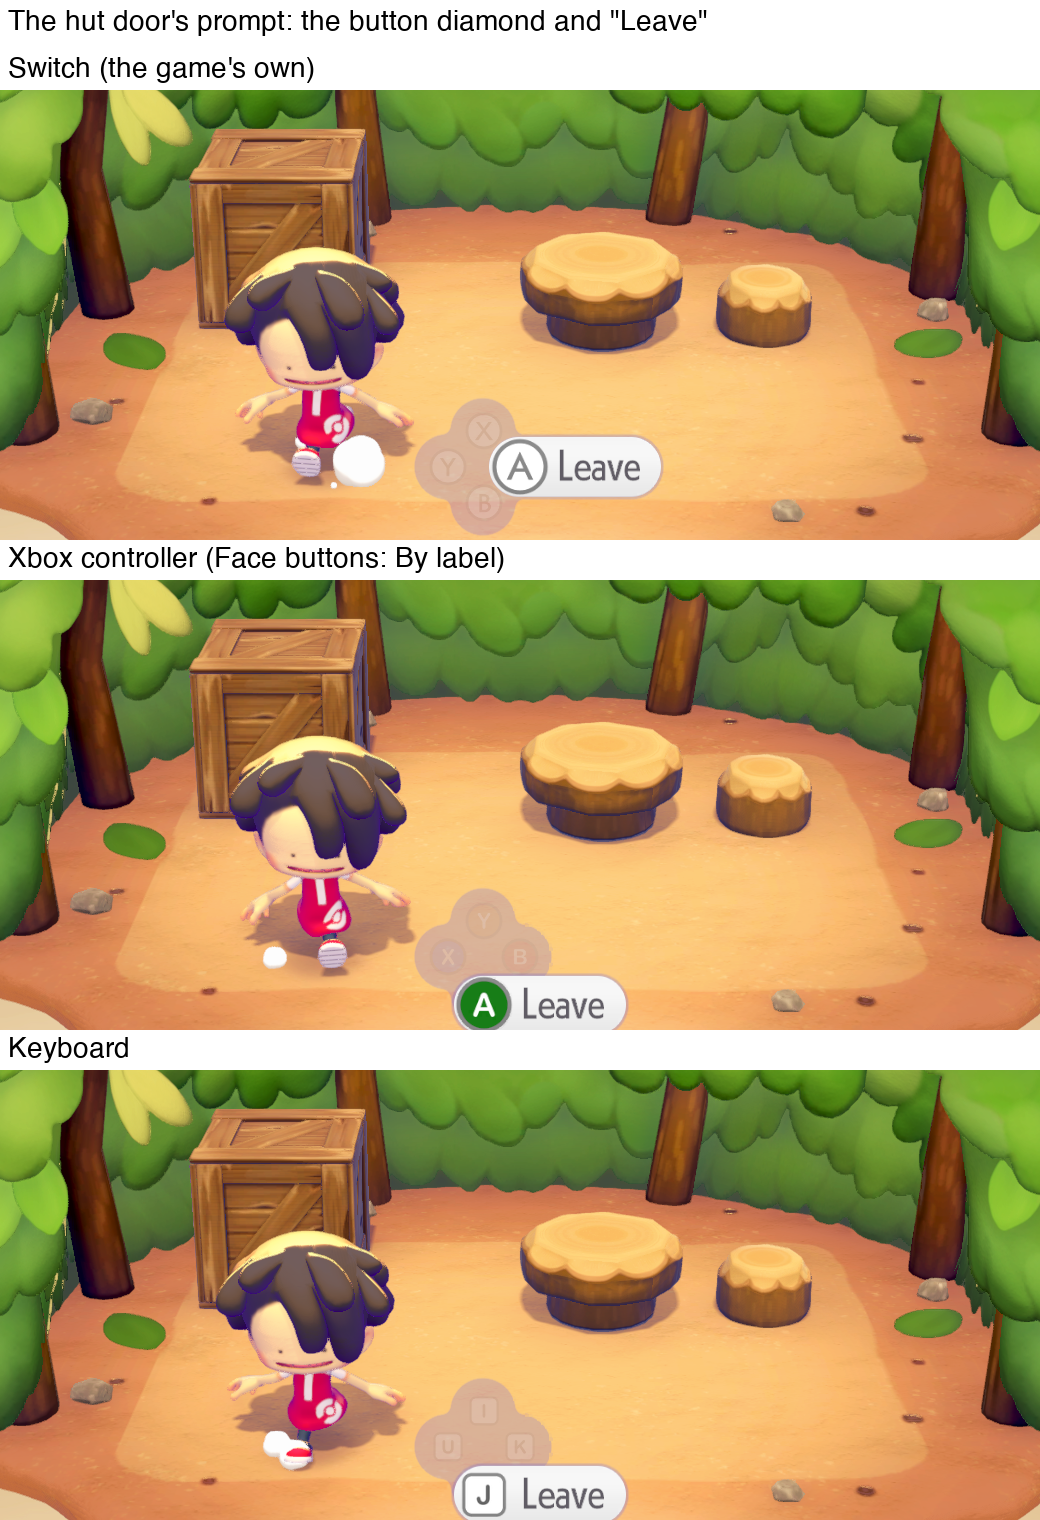 The hut door's prompt: the button diamond and "Leave"
Switch (the game's own)
X
Y
A Leave
B
Xbox controller (Face buttons: By label)
Y
X B
A Leave
Keyboard
I
U K
J Leave